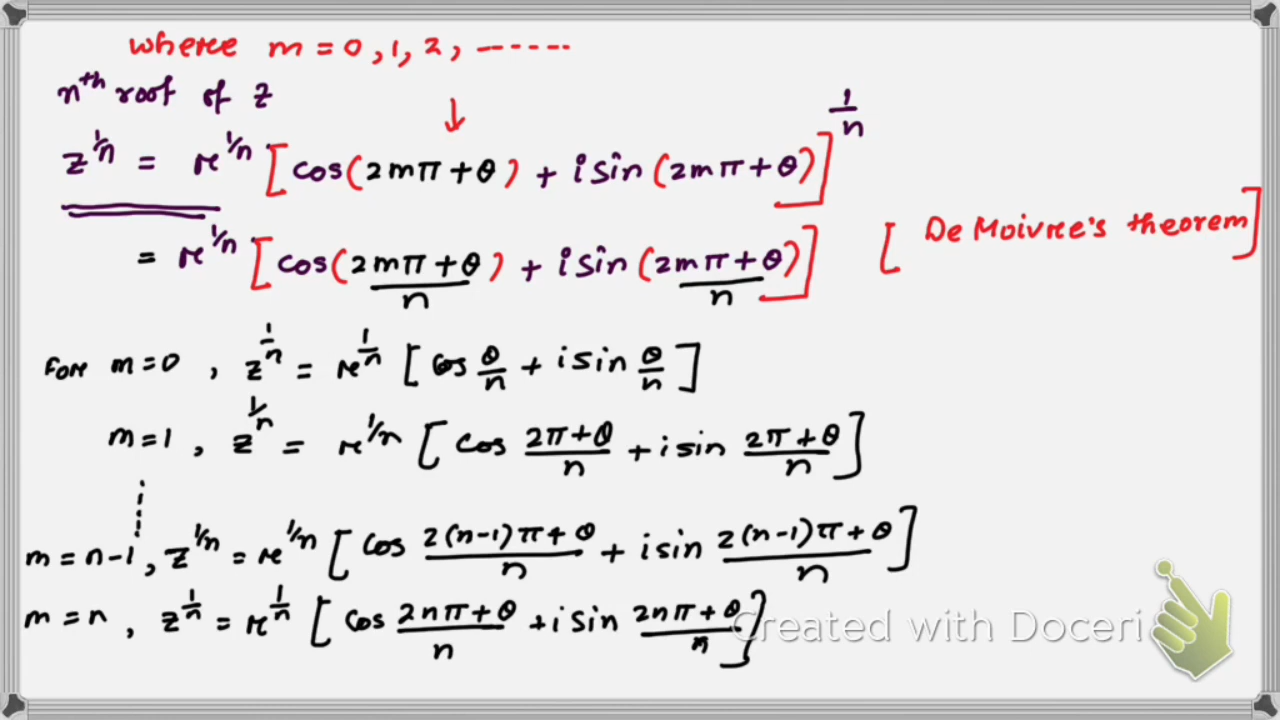 where m = 0, 1, 2, -------
nth root of z
z^1/n = r^1/n [cos(2mπ+θ) + i sin(2mπ+θ)]^1/n
= r^1/n [cos(2mπ+θ)/n + i sin(2mπ+θ)/n] [De Moivre's theorem]
For m=0, z^1/n = r^1/n [cos θ/n + i sin θ/n]
m=1, z^1/n = r^1/n [cos (2π+θ)/n + i sin (2π+θ)/n]
m = n-1, z^1/n = r^1/n [cos (2(n-1)π+θ)/n + i sin (2(n-1)π+θ)/n]
m = n, z^1/n = r^1/n [cos (2nπ+θ)/n + i sin (2nπ+θ)/n]
Created with Doceri